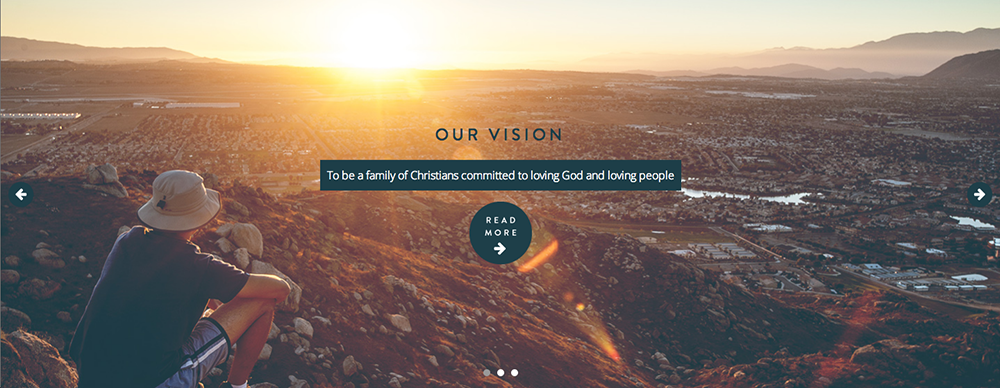 OUR VISION
To be a family of Christians committed to loving God and loving people
READ
MORE